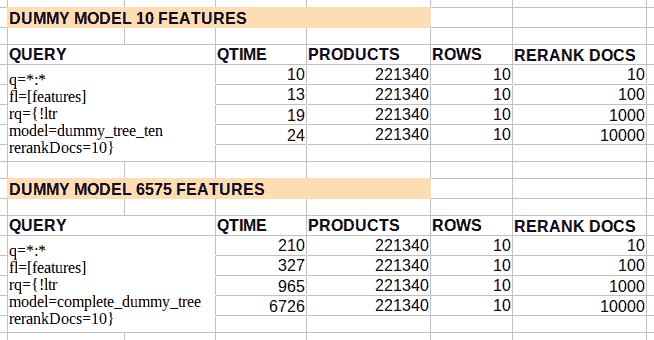 DUMMY MODEL 10 FEATURES
QUERY QTIME PRODUCTS ROWS RERANK DOCS
q=*:*
fl=[features]
rq={!ltr
model=dummy_tree_ten
rerankDocs=10}
10 221340 10 10
13 221340 10 100
19 221340 10 1000
24 221340 10 10000
DUMMY MODEL 6575 FEATURES
QUERY QTIME PRODUCTS ROWS RERANK DOCS
q=*:*
fl=[features]
rq={!ltr
model=complete_dummy_tree
rerankDocs=10}
210 221340 10 10
327 221340 10 100
965 221340 10 1000
6726 221340 10 10000